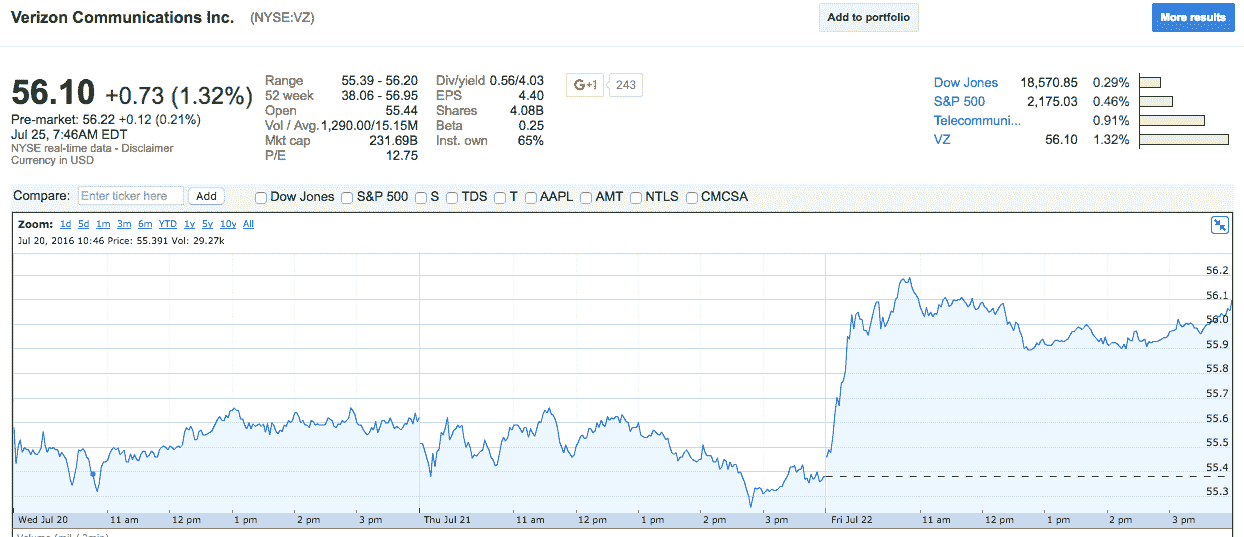 Verizon Communications Inc. (NYSE:VZ)
Add to portfolio
More results
56.10 +0.73 (1.32%)
Pre-market: 56.22 +0.12 (0.21%)
Jul 25, 7:46AM EDT
NYSE real-time data - Disclaimer
Currency in USD
Range 55.39 - 56.20
52 week 38.06 - 56.95
Open 55.44
Vol / Avg. 1,290.00/15.15M
Mkt cap 231.69B
P/E 12.75
Div/yield 0.56/4.03
EPS 4.40
Shares 4.08B
Beta 0.25
Inst. own 65%
G+1 243
Dow Jones 18,570.85 0.29%
S&P 500 2,175.03 0.46%
Telecommuni... 0.91%
VZ 56.10 1.32%
Compare: Enter ticker here Add Dow Jones S&P 500 S TDS T AAPL AMT NTLS CMCSA
Zoom: 1d 5d 1m 3m 6m YTD 1y 5y 10y All
Jul 20, 2016 10:46 Price: 55.391 Vol: 29.27k
56.2
56.1
56.0
55.9
55.8
55.7
55.6
55.5
55.4
55.3
Wed Jul 20 11 am 12 pm 1 pm 2 pm 3 pm Thu Jul 21 11 am 12 pm 1 pm 2 pm 3 pm Fri Jul 22 11 am 12 pm 1 pm 2 pm 3 pm